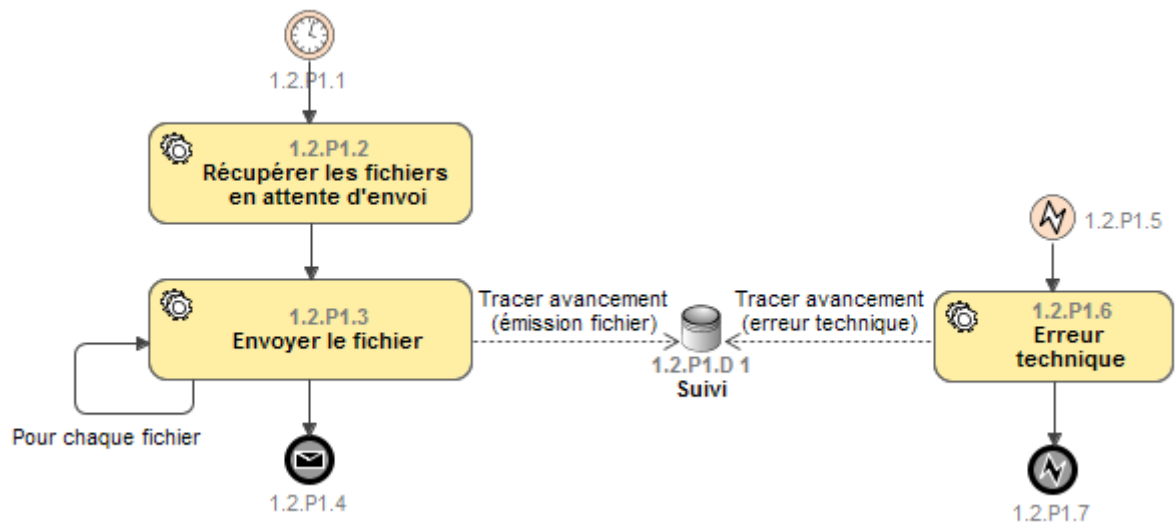 1.2.P1.1
1.2.P1.2
Récupérer les fichiers
en attente d'envoi
1.2.P1.5
1.2.P1.3
Envoyer le fichier
Tracer avancement
(émission fichier)
1.2.P1.D 1
Suivi
Tracer avancement
(erreur technique)
1.2.P1.6
Erreur
technique
Pour chaque fichier
1.2.P1.4
1.2.P1.7